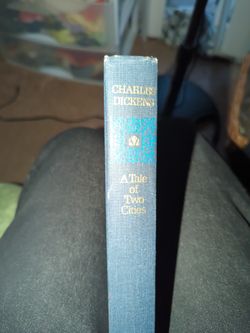 CHARLES
DICKENS
A Tale
of
Two
Cities